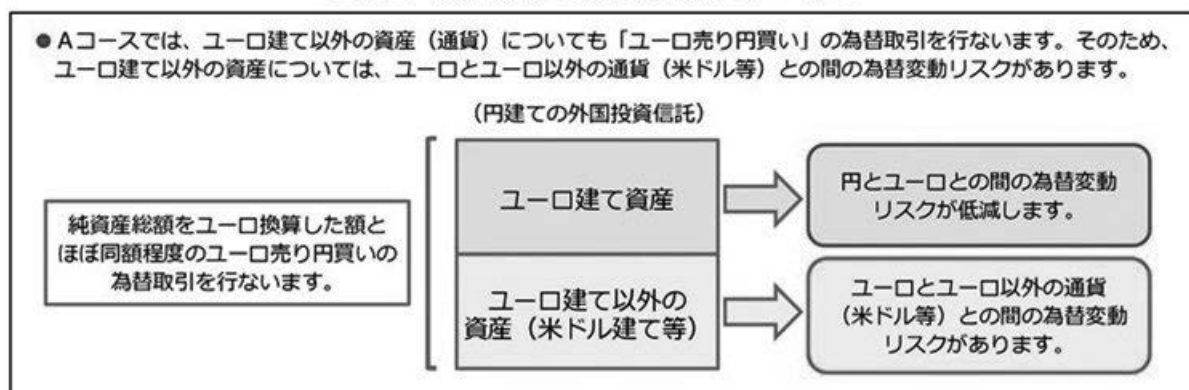 ● Aコースでは、ユーロ建て以外の資産（通貨）についても「ユーロ売り円買い」の為替取引を行ないます。そのため、
ユーロ建て以外の資産については、ユーロとユーロ以外の通貨（米ドル等）との間の為替変動リスクがあります。
（円建ての外国投資信託）
純資産総額をユーロ換算した額と
ほぼ同額程度のユーロ売り円買いの
為替取引を行ないます。
ユーロ建て資産
円とユーロとの間の為替変動
リスクが低減します。
ユーロ建て以外の
資産（米ドル建て等）
ユーロとユーロ以外の通貨
（米ドル等）との間の為替変動
リスクがあります。